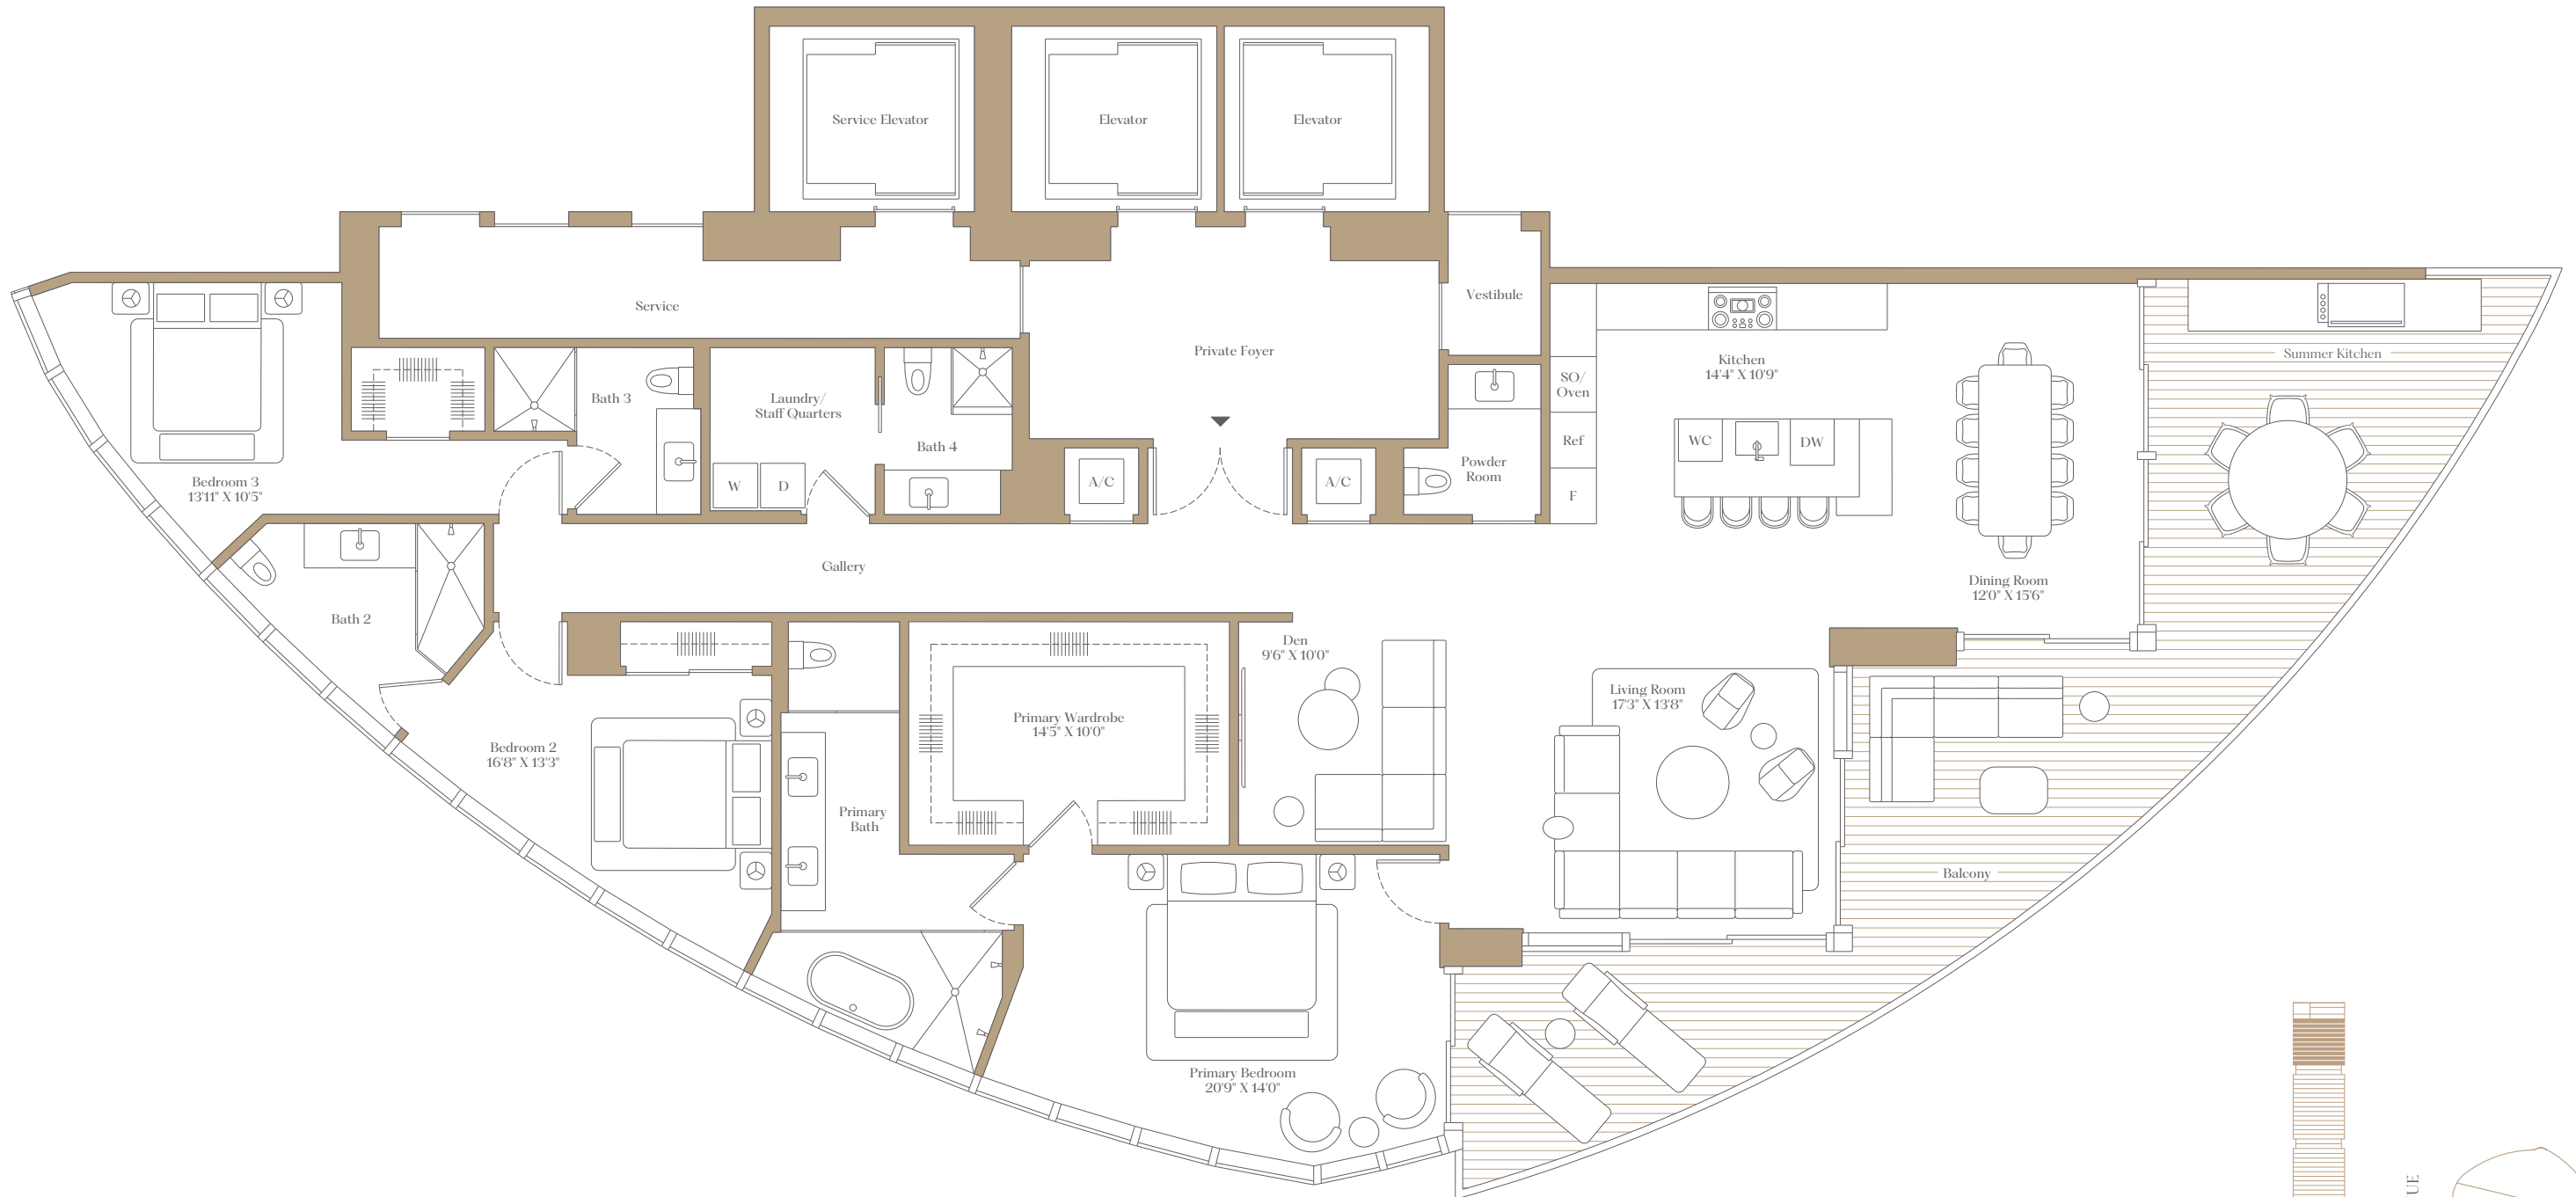 Service Elevator
Elevator
Elevator
Service
Vestibule
Private Foyer
Summer Kitchen
Kitchen
14'4" X 10'9"
SO/
Oven
Bath 3
Laundry/
Staff Quarters
Bath 4
Ref
WC
DW
Powder
Room
A/C
A/C
W
D
F
Bedroom 3
13'11" X 10'5"
Gallery
Dining Room
12'0" X 15'6"
Bath 2
Den
9'6" X 10'0"
Living Room
17'3" X 13'8"
Primary Wardrobe
14'5" X 10'0"
Bedroom 2
16'8" X 13'3"
Primary
Bath
Balcony
Primary Bedroom
20'9" X 14'0"
UE